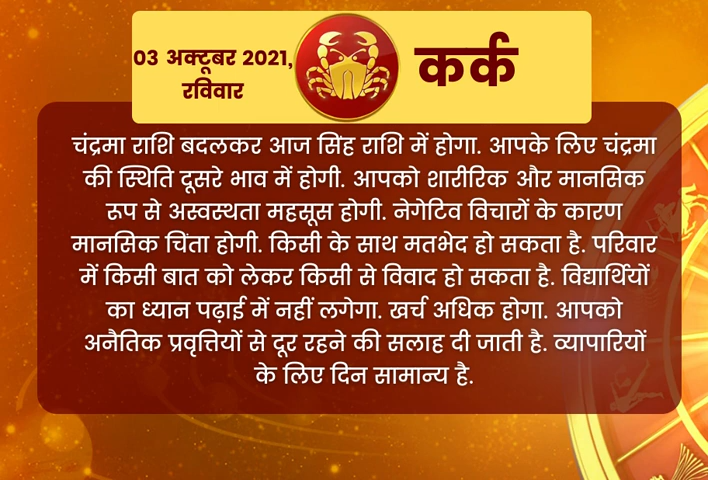 03 अक्टूबर 2021,
रविवार
कर्क
चंद्रमा राशि बदलकर आज सिंह राशि में होगा. आपके लिए चंद्रमा
की स्थिति दूसरे भाव में होगी. आपको शारीरिक और मानसिक
रूप से अस्वस्थता महसूस होगी. नेगेटिव विचारों के कारण
मानसिक चिंता होगी. किसी के साथ मतभेद हो सकता है. परिवार
में किसी बात को लेकर किसी से विवाद हो सकता है. विद्यार्थियों
का ध्यान पढ़ाई में नहीं लगेगा. खर्च अधिक होगा. आपको
अनैतिक प्रवृत्तियों से दूर रहने की सलाह दी जाती है. व्यापारियों
के लिए दिन सामान्य है.